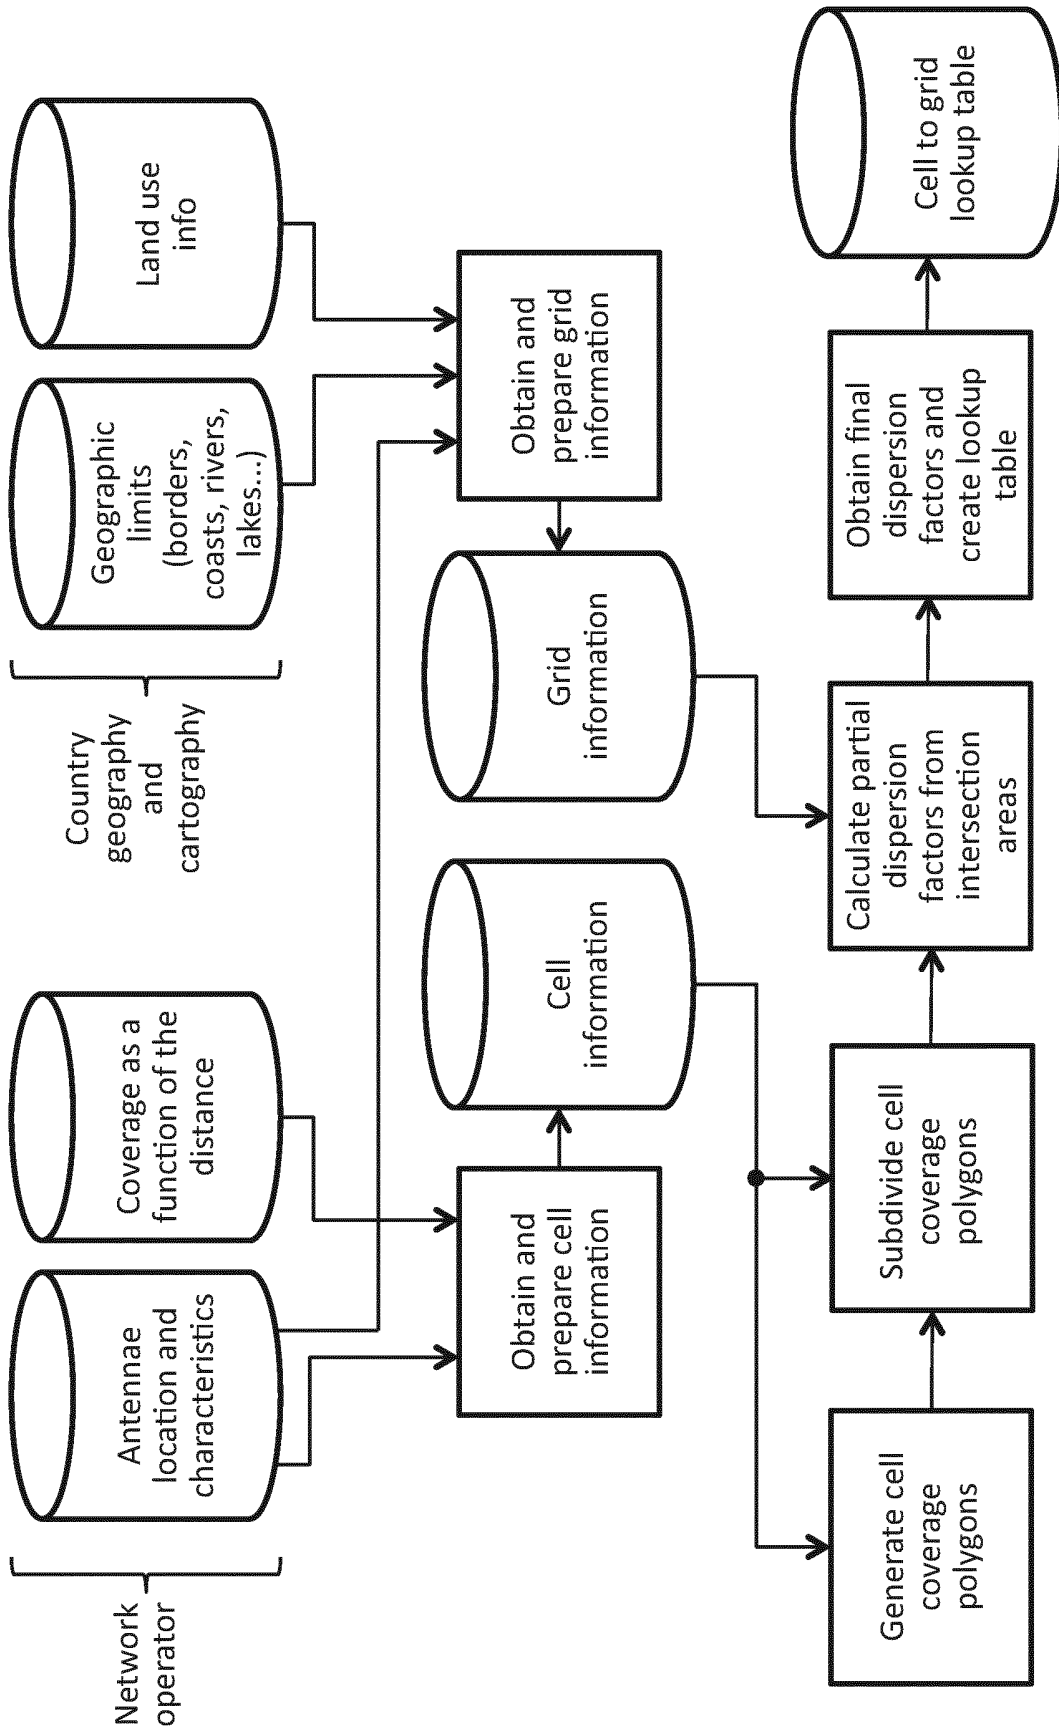 Network
operator
Antennae
location and
characteristics
Coverage as a
function of the
distance
Country
geography
and
cartography
Geographic
limits
(borders,
coasts, rivers,
lakes...)
Land use
info
Obtain and
prepare cell
information
Cell
information
Grid
information
Obtain and
prepare grid
information
Generate cell
coverage
polygons
Subdivide cell
coverage
polygons
Calculate partial
dispersion
factors from
intersection
areas
Obtain final
dispersion
factors and
create lookup
table
Cell to grid
lookup table